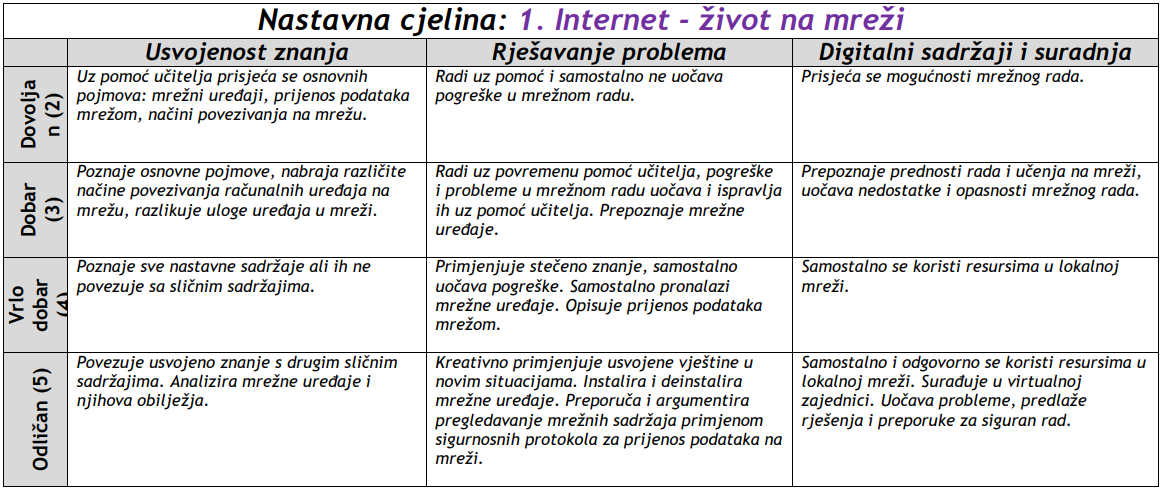 Nastavna cjelina: 1. Internet - život na mreži
Usvojenost znanja
Rješavanje problema
Digitalni sadržaji i suradnja
Dovolja
n (2)
Uz pomoć učitelja prisjeća se osnovnih
pojmova: mrežni uređaji, prijenos podataka
mrežom, načini povezivanja na mrežu.
Radi uz pomoć i samostalno ne uočava
pogreške u mrežnom radu.
Prisjeća se mogućnosti mrežnog rada.
Dobar
(3)
Poznaje osnovne pojmove, nabraja različite
načine povezivanja računalnih uređaja na
mrežu, razlikuje uloge uređaja u mreži.
Radi uz povremenu pomoć učitelja, pogreške
i probleme u mrežnom radu uočava i ispravlja
ih uz pomoć učitelja. Prepoznaje mrežne
uređaje.
Prepoznaje prednosti rada i učenja na mreži,
uočava nedostatke i opasnosti mrežnog rada.
Vrlo
dobar
(4)
Poznaje sve nastavne sadržaje ali ih ne
povezuje sa sličnim sadržajima.
Primjenjuje stečeno znanje, samostalno
uočava pogreške. Samostalno pronalazi
mrežne uređaje. Opisuje prijenos podataka
mrežom.
Samostalno se koristi resursima u lokalnoj
mreži.
Odličan (5)
Povezuje usvojeno znanje s drugim sličnim
sadržajima. Analizira mrežne uređaje i
njihova obilježja.
Kreativno primjenjuje usvojene vještine u
novim situacijama. Instalira i deinstalira
mrežne uređaje. Preporuča i argumentira
pregledavanje mrežnih sadržaja primjenom
sigurnosnih protokola za prijenos podataka na
mreži.
Samostalno i odgovorno se koristi resursima u
lokalnoj mreži. Surađuje u virtualnoj
zajednici. Uočava probleme, predlaže
rješenja i preporuke za siguran rad.